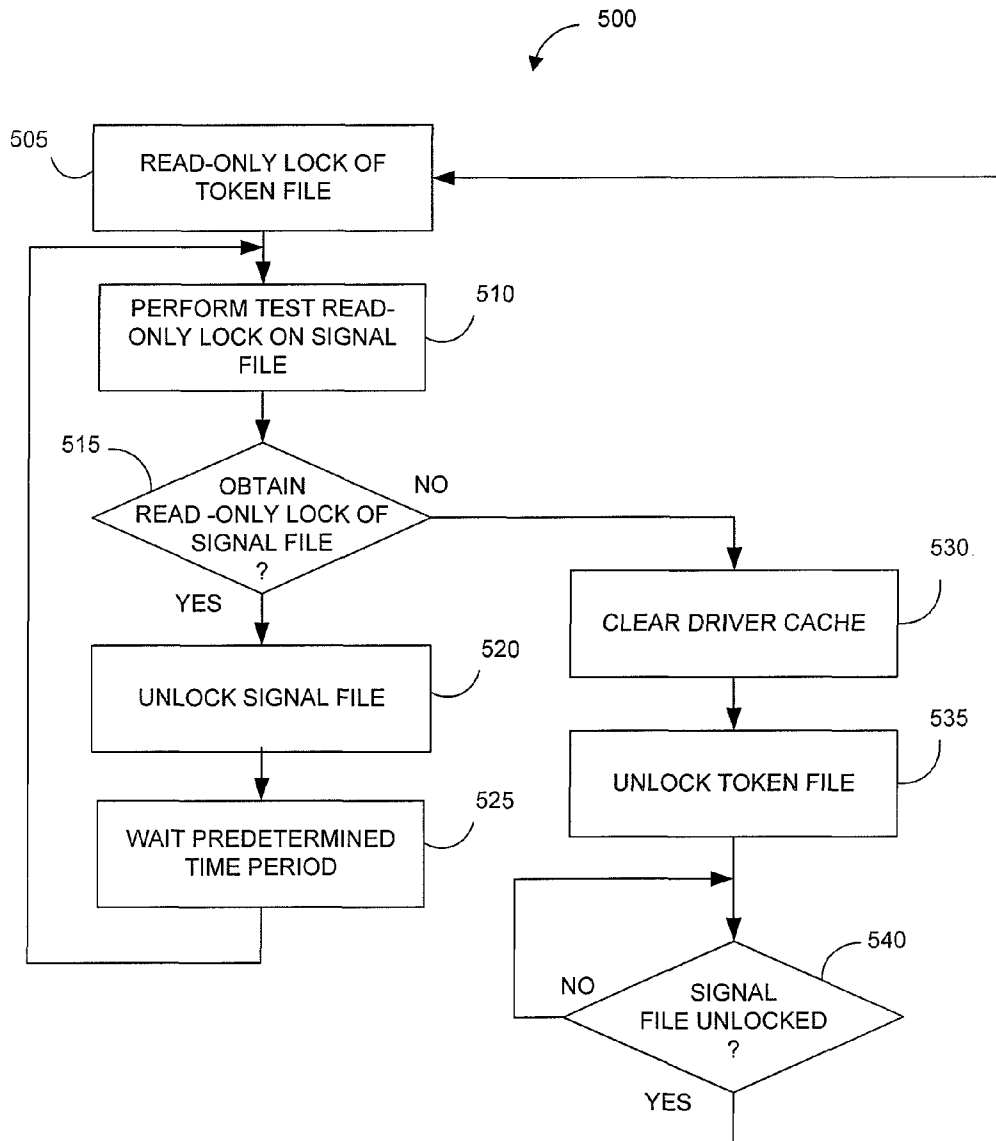 500
505
READ-ONLY LOCK OF
TOKEN FILE
PERFORM TEST READ-
ONLY LOCK ON SIGNAL
FILE
510
515
OBTAIN
READ -ONLY LOCK OF
SIGNAL FILE
?
NO
YES
530
CLEAR DRIVER CACHE
520
UNLOCK SIGNAL FILE
535
UNLOCK TOKEN FILE
525
WAIT PREDETERMINED
TIME PERIOD
540
NO
SIGNAL
FILE UNLOCKED
?
YES